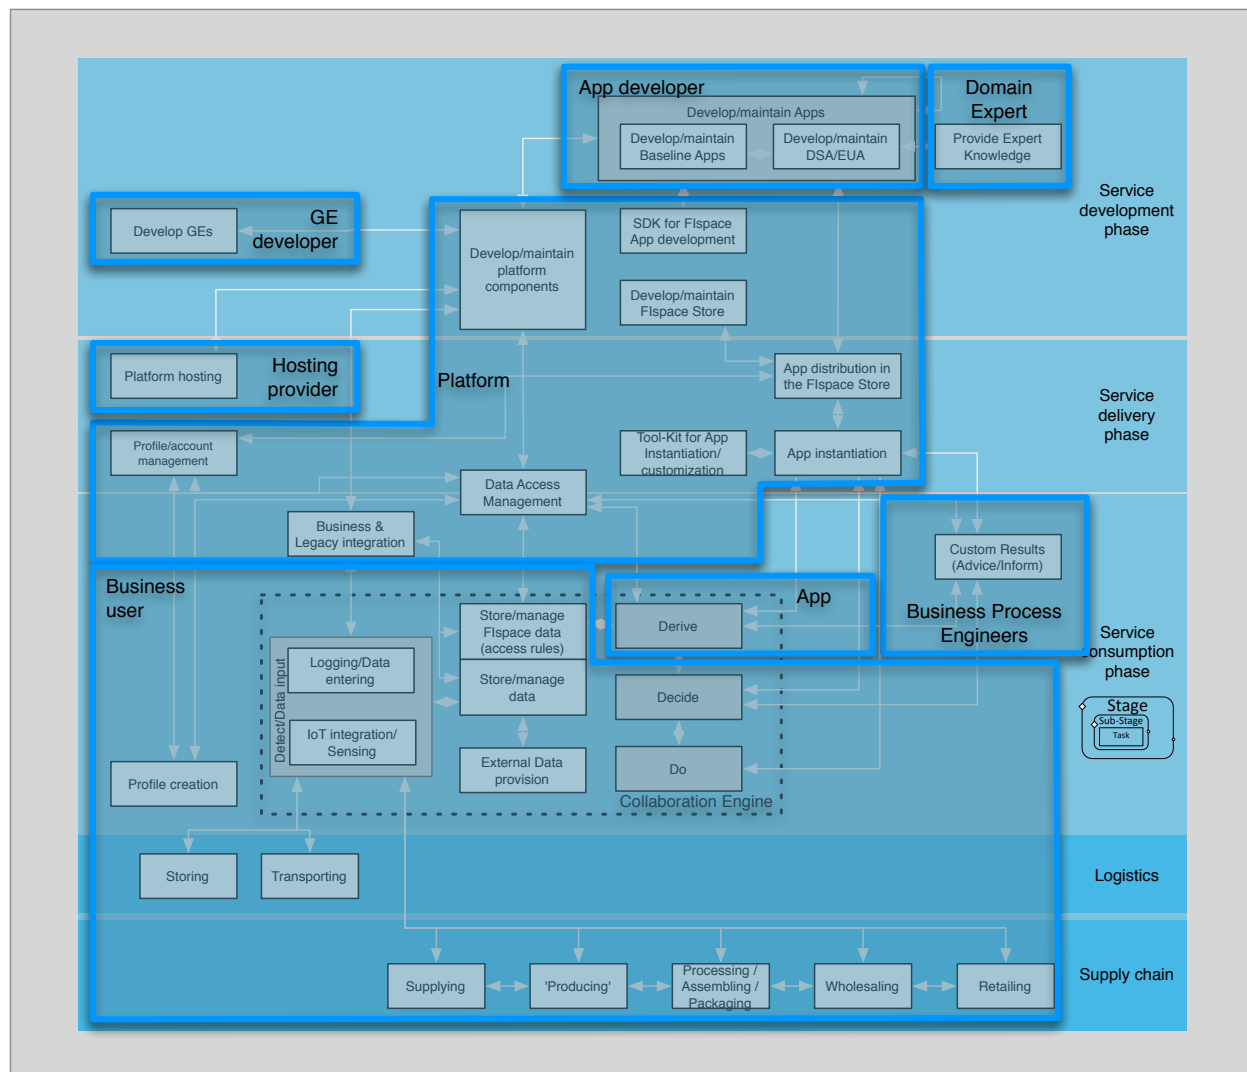 App developer
Domain
Expert
Develop/maintain Apps
Develop/maintain
Baseline Apps
Develop/maintain
DSA/EUA
Provide Expert
Knowledge
Service
development
phase
Develop GEs
GE
developer
Develop/maintain
platform
components
SDK for FIspace
App development
Develop/maintain
FIspace Store
Platform hosting
Hosting
provider
Platform
App distribution in
the FIspace Store
Service
delivery
phase
Profile/account
management
Tool-Kit for App
Instantiation/
customization
App instantiation
Data Access
Management
Business &
Legacy integration
Custom Results
(Advice/Inform)
Business Process
Engineers
Business
user
App
Store/manage
FIspace data
(access rules)
Derive
Service
consumption
phase
Detect/Data input
Logging/Data
entering
Store/manage
data
Decide
IoT integration/
Sensing
External Data
provision
Do
Collaboration Engine
Profile creation
Stage
Sub-Stage
Task
Storing
Transporting
Logistics
Supplying
'Producing'
Processing /
Assembling /
Packaging
Wholesaling
Retailing
Supply chain